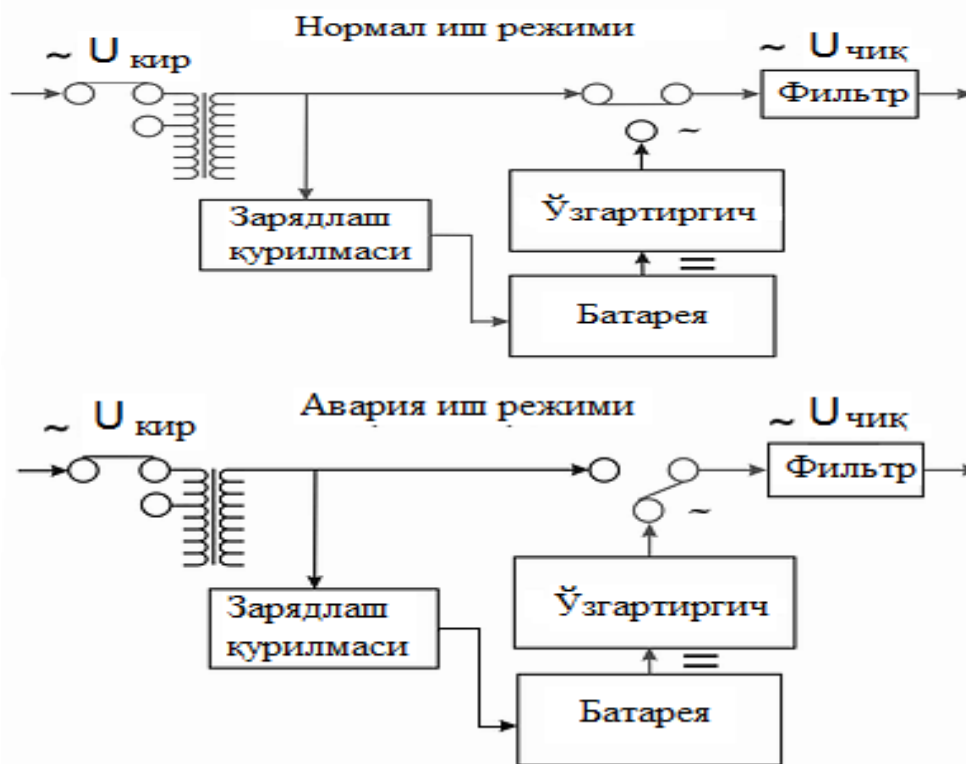 Нормал иш режими
~ U кир
~ U чиқ
Фильтр
~
Ўзгартиргич
Зарядлаш
қурилмаси
=
Батарея
Авария иш режими
~ U кир
~ U чиқ
Фильтр
~
Ўзгартиргич
Зарядлаш
қурилмаси
=
Батарея